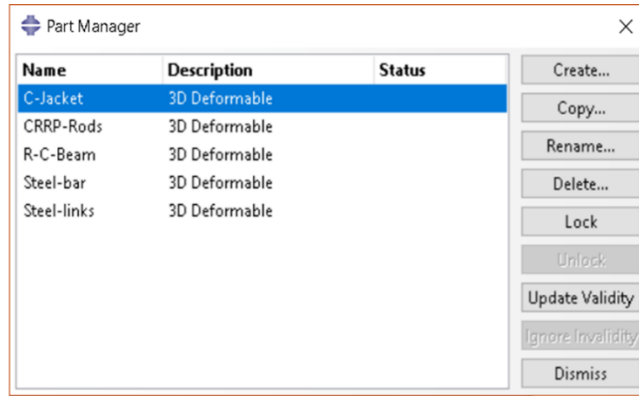 Part Manager
Name Description Status
C-Jacket 3D Deformable
CRRP-Rods 3D Deformable
R-C-Beam 3D Deformable
Steel-bar 3D Deformable
Steel-links 3D Deformable
Create...
Copy...
Rename...
Delete...
Lock
Unlock
Update Validity
Ignore Invalidity
Dismiss